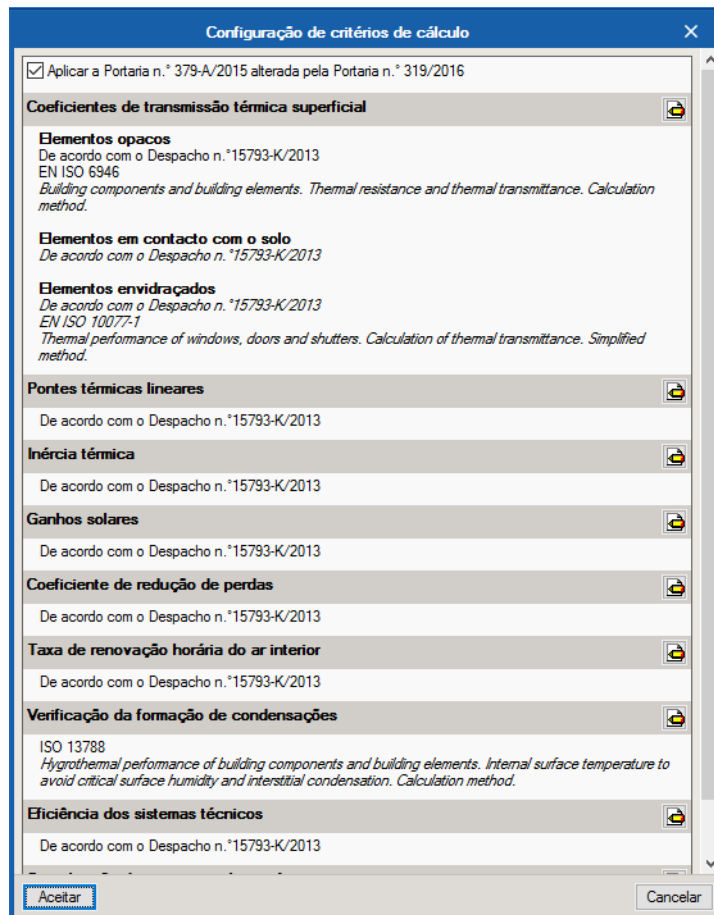 Configuração de critérios de cálculo
Aplicar a Portaria n.° 379-A/2015 alterada pela Portaria n.° 319/2016
Coeficientes de transmissão térmica superficial
Elementos opacos
De acordo com o Despacho n.°15793-K/2013
EN ISO 6946
Building components and building elements. Thermal resistance and thermal transmittance. Calculation
method.
Elementos em contacto com o solo
De acordo com o Despacho n.°15793-K/2013
Elementos envidraçados
De acordo com o Despacho n.°15793-K/2013
EN ISO 10077-1
Thermal performance of windows, doors and shutters. Calculation of thermal transmittance. Simplified
method.
Pontes térmicas lineares
De acordo com o Despacho n.°15793-K/2013
Inércia térmica
De acordo com o Despacho n.°15793-K/2013
Ganhos solares
De acordo com o Despacho n.°15793-K/2013
Coeficiente de redução de perdas
De acordo com o Despacho n.°15793-K/2013
Taxa de renovação horária do ar interior
De acordo com o Despacho n.°15793-K/2013
Verificação da formação de condensações
ISO 13788
Hygrothermal performance of building components and building elements. Internal surface temperature to
avoid critical surface humidity and interstitial condensation. Calculation method.
Eficiência dos sistemas técnicos
De acordo com o Despacho n.°15793-K/2013
Aceitar
Cancelar